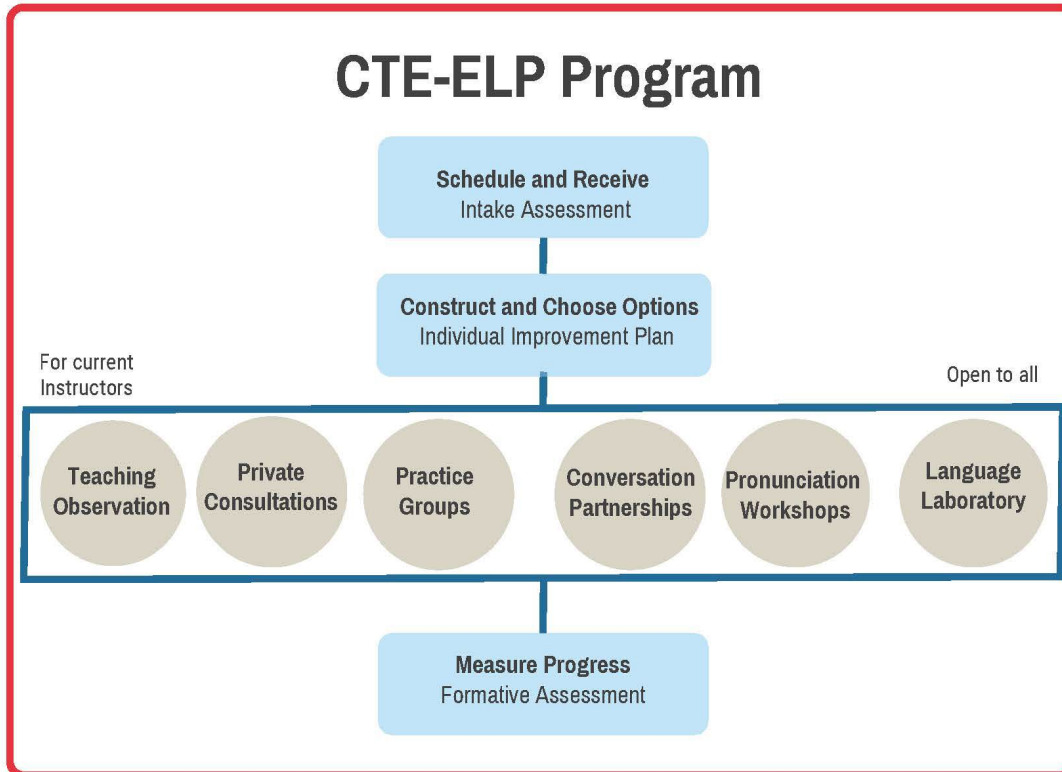 CTE-ELP Program
Schedule and Receive
Intake Assessment
Construct and Choose Options
Individual Improvement Plan
For current
Instructors
Open to all
Teaching
Observation
Private
Consultations
Practice
Groups
Conversation
Partnerships
Pronunciation
Workshops
Language
Laboratory
Measure Progress
Formative Assessment